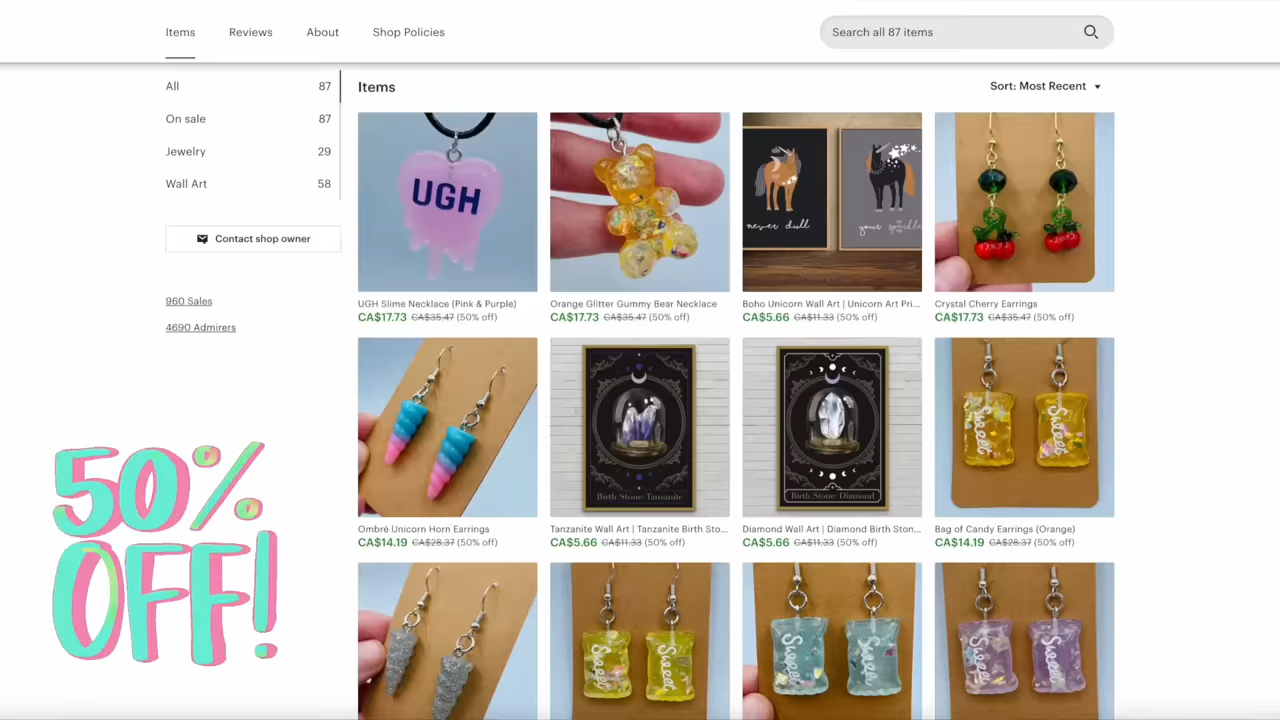 Items Reviews About Shop Policies
Search all 87 items
All 87
On sale 87
Jewelry 29
Wall Art 58
Contact shop owner
960 Sales
4690 Admirers
50%
OFF!
Items
Sort: Most Recent
UGH
never dull
your sparkle
UGH Slime Necklace (Pink & Purple)
CA$17.73 CA$35.47 (50% off)
Orange Glitter Gummy Bear Necklace
CA$17.73 CA$35.47 (50% off)
Boho Unicorn Wall Art | Unicorn Art Pri...
CA$5.66 CA$11.33 (50% off)
Crystal Cherry Earrings
CA$17.73 CA$35.47 (50% off)
Birth Stone: Tanzanite
Birth Stone: Diamond
Sweet
Sweet
Ombré Unicorn Horn Earrings
CA$14.19 CA$28.37 (50% off)
Tanzanite Wall Art | Tanzanite Birth Sto...
CA$5.66 CA$11.33 (50% off)
Diamond Wall Art | Diamond Birth Ston...
CA$5.66 CA$11.33 (50% off)
Bag of Candy Earrings (Orange)
CA$14.19 CA$28.37 (50% off)
Sweet
Sweet
Sweet
Sweet
Sweet
Sweet